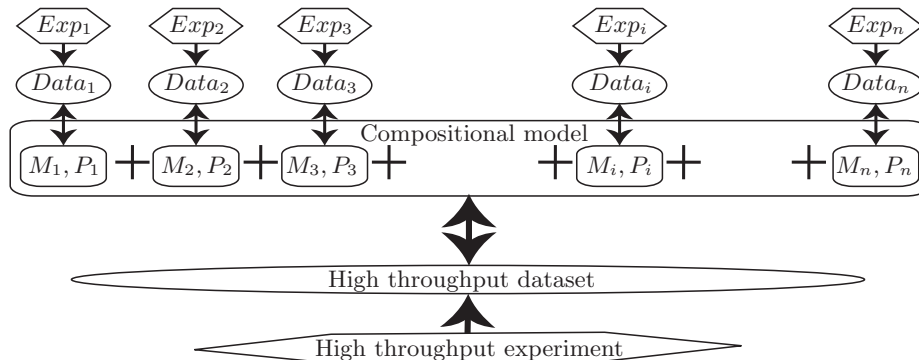 Exp₁ Exp₂ Exp₃ Expᵢ Expₙ
Data₁ Data₂ Data₃ Dataᵢ Dataₙ
Compositional model
M₁, P₁ + M₂, P₂ + M₃, P₃ + + Mᵢ, Pᵢ + + Mₙ, Pₙ
High throughput dataset
High throughput experiment